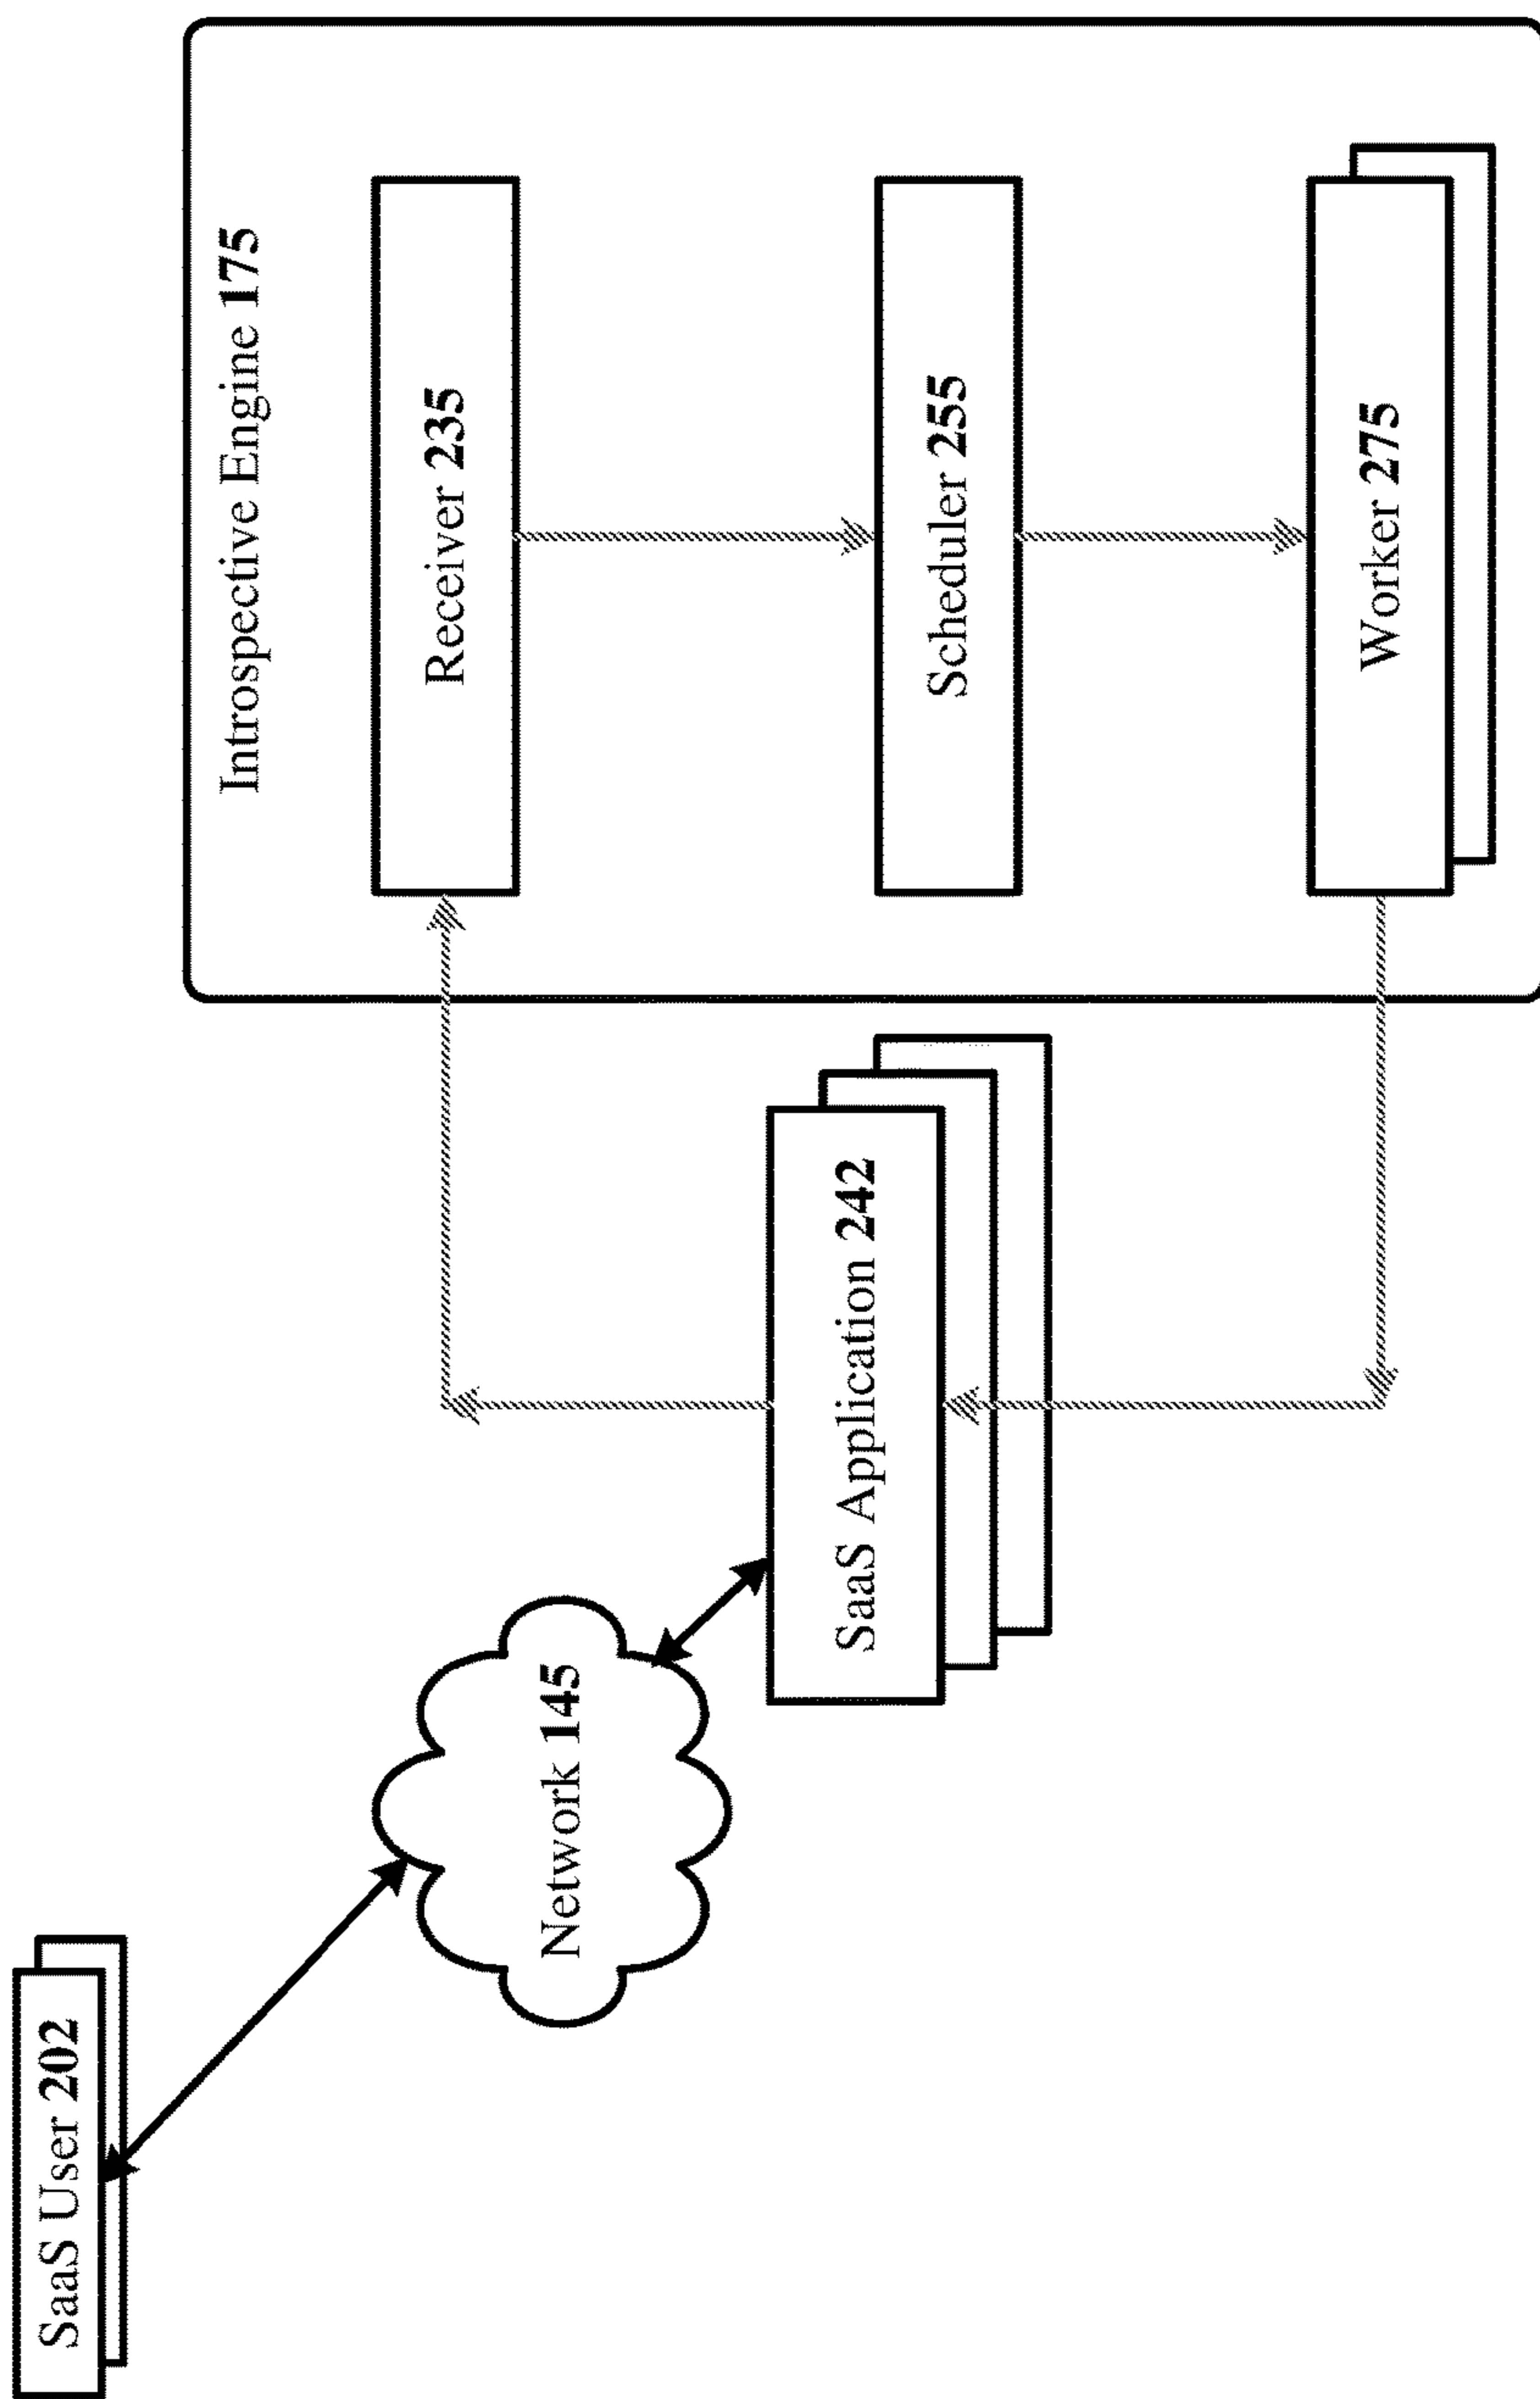 SaaS User 202
Network 145
SaaS Application 242
Introspective Engine 175
Receiver 235
Scheduler 255
Worker 275